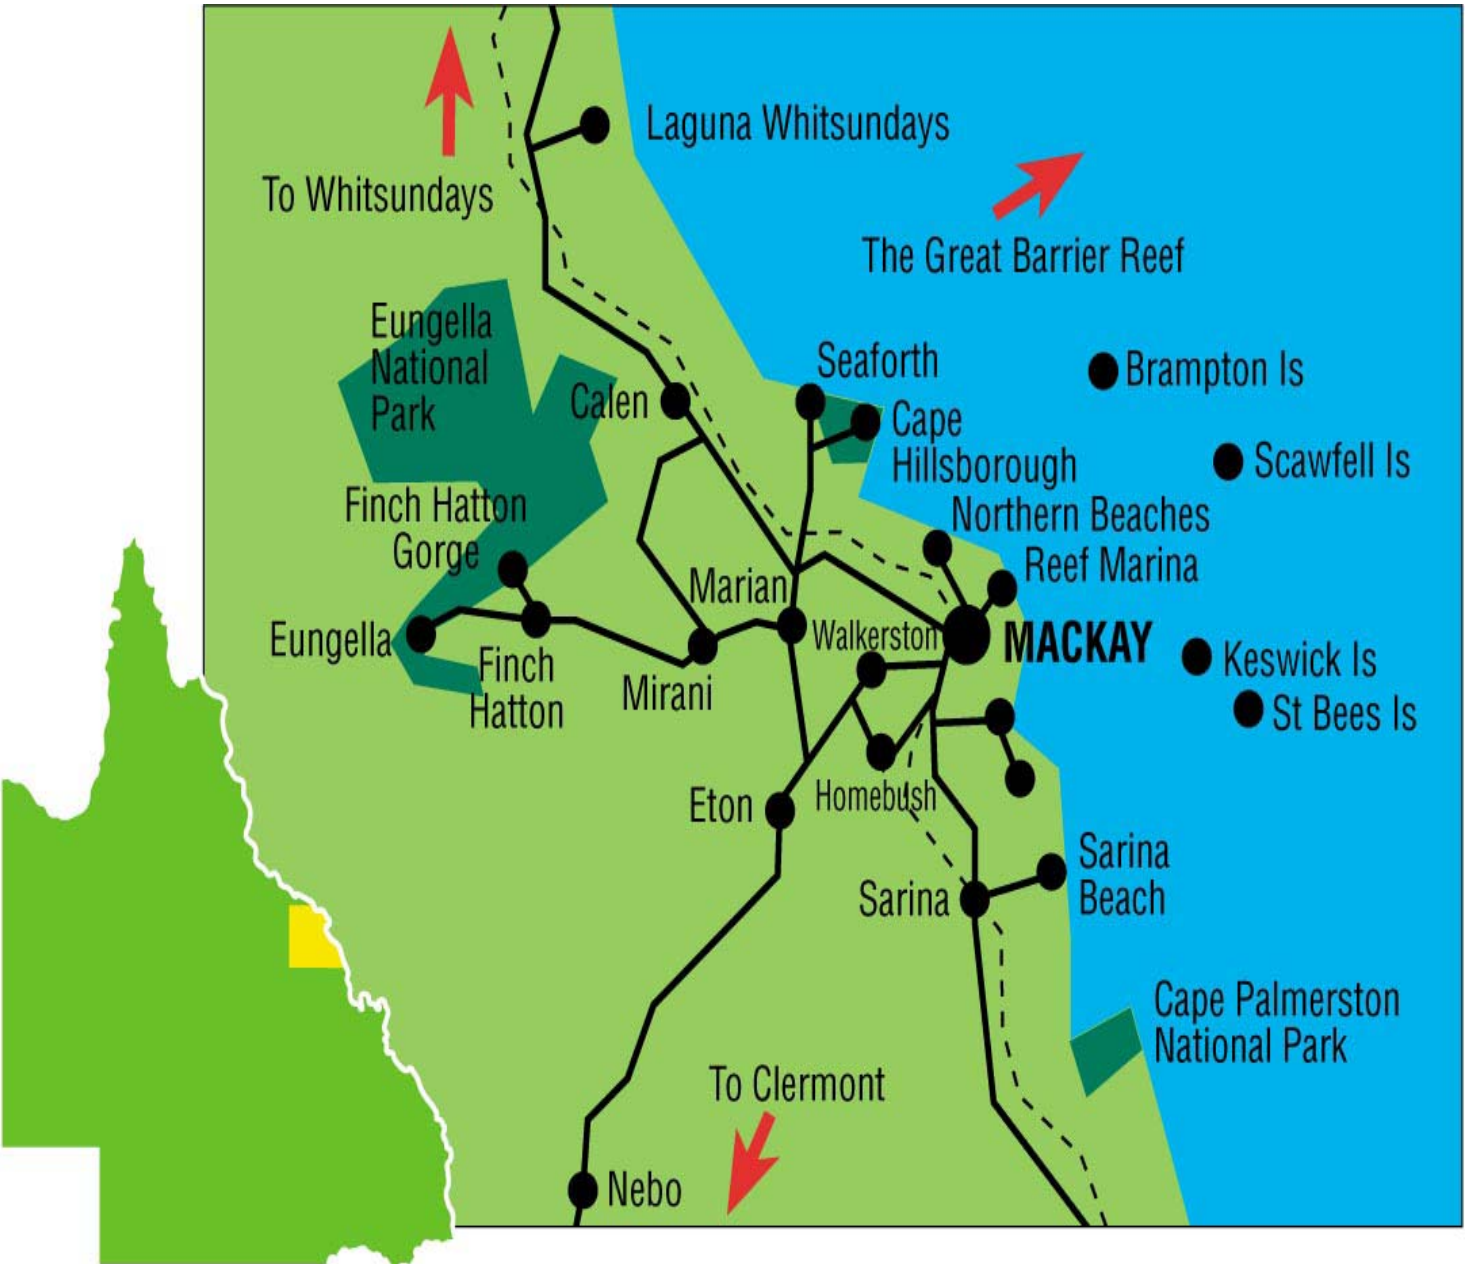 Laguna Whitsundays
To Whitsundays
The Great Barrier Reef
Eungella
National
Park
Seaforth
Brampton Is
Calen
Cape
Hillsborough
Scawfell Is
Finch Hatton
Gorge
Northern Beaches
Reef Marina
Marian
Walkerston
MACKAY
Eungella
Finch
Hatton
Mirani
Keswick Is
St Bees Is
Eton
Homebush
Sarina
Beach
Sarina
Cape Palmerston
National Park
To Clermont
Nebo